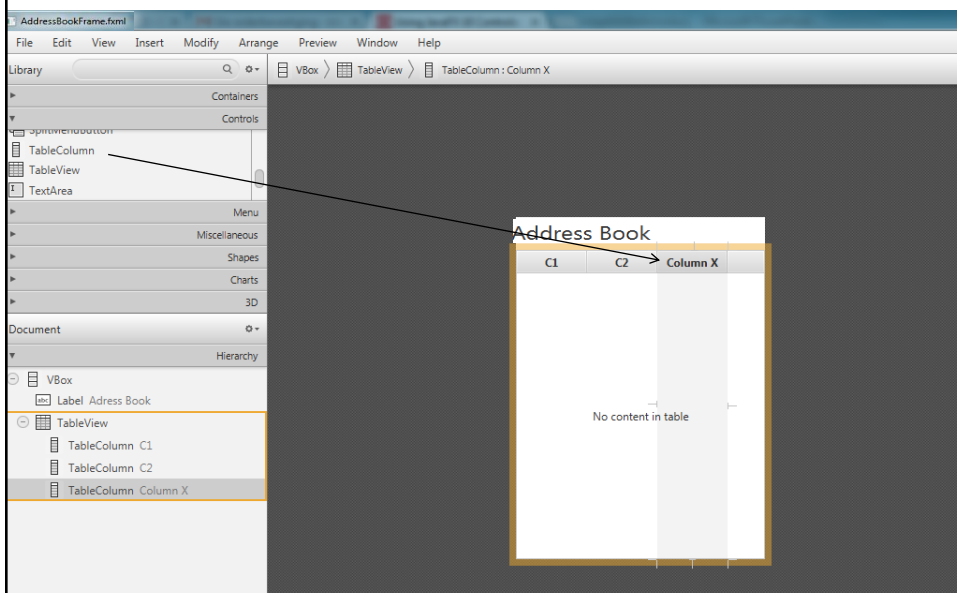 AddressBookFrame.fxml
File Edit View Insert Modify Arrange Preview Window Help
Library
VBox TableView TableColumn : Column X
Containers
Controls
SplitMenuButton
TableColumn
TableView
TextArea
Menu
Miscellaneous
Shapes
Charts
3D
Document
Hierarchy
VBox
abc Label Adress Book
TableView
TableColumn C1
TableColumn C2
TableColumn Column X
Address Book
C1 C2 Column X
No content in table